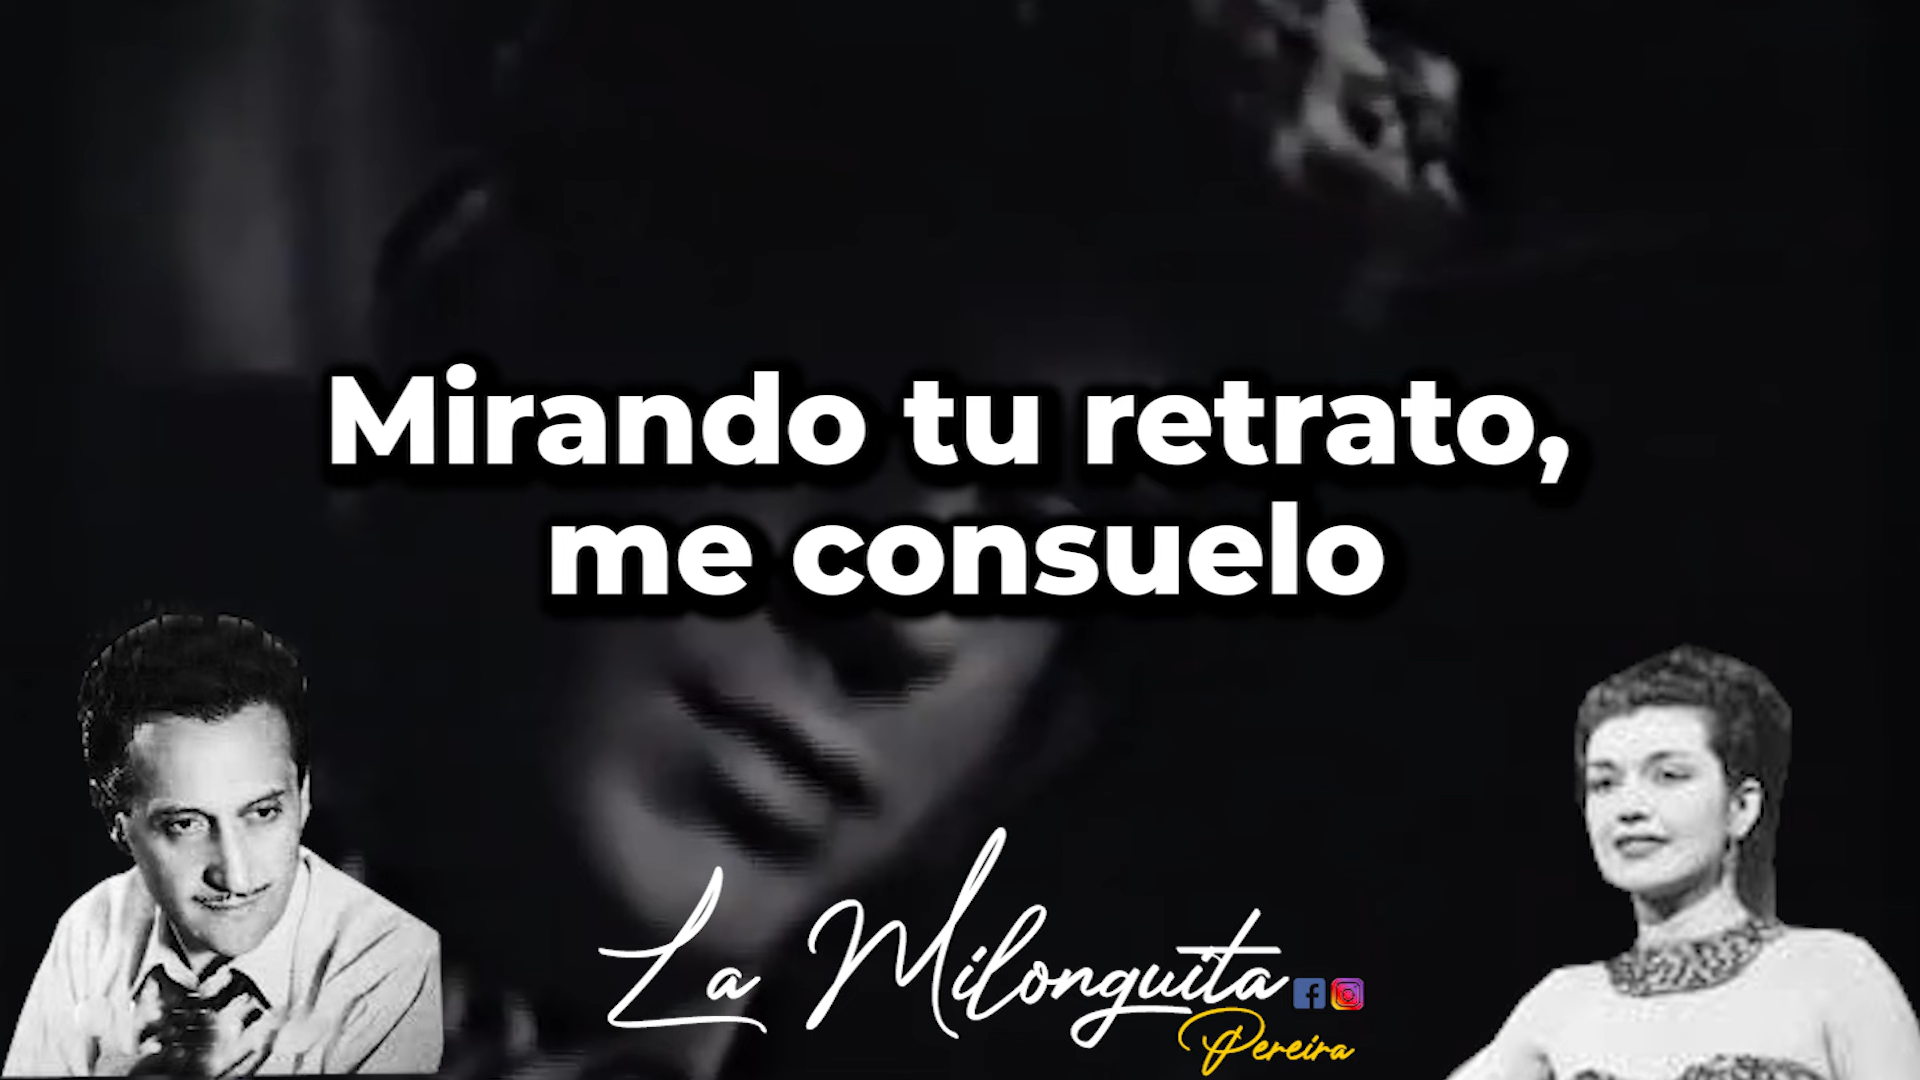 Mirando tu retrato,
me consuelo
La Milonguita
Pereira